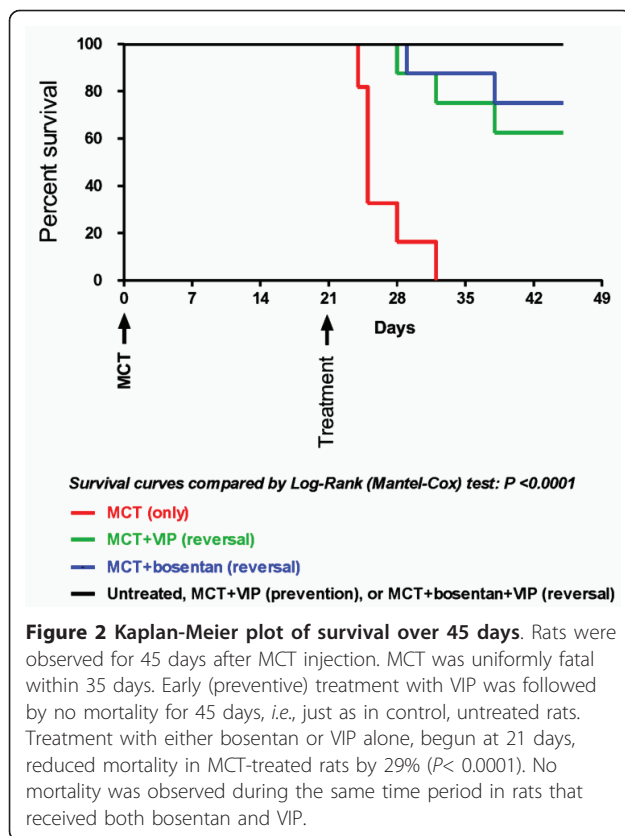 100
80
60
40
20
0
Percent survival
0 7 14 21 28 35 42 49
Days
MCT
Treatment
Survival curves compared by Log-Rank (Mantel-Cox) test: P <0.0001
MCT (only)
MCT+VIP (reversal)
MCT+bosentan (reversal)
Untreated, MCT+VIP (prevention), or MCT+bosentan+VIP (reversal)
Figure 2 Kaplan-Meier plot of survival over 45 days. Rats were
observed for 45 days after MCT injection. MCT was uniformly fatal
within 35 days. Early (preventive) treatment with VIP was followed
by no mortality for 45 days, i.e., just as in control, untreated rats.
Treatment with either bosentan or VIP alone, begun at 21 days,
reduced mortality in MCT-treated rats by 29% (P< 0.0001). No
mortality was observed during the same time period in rats that
received both bosentan and VIP.